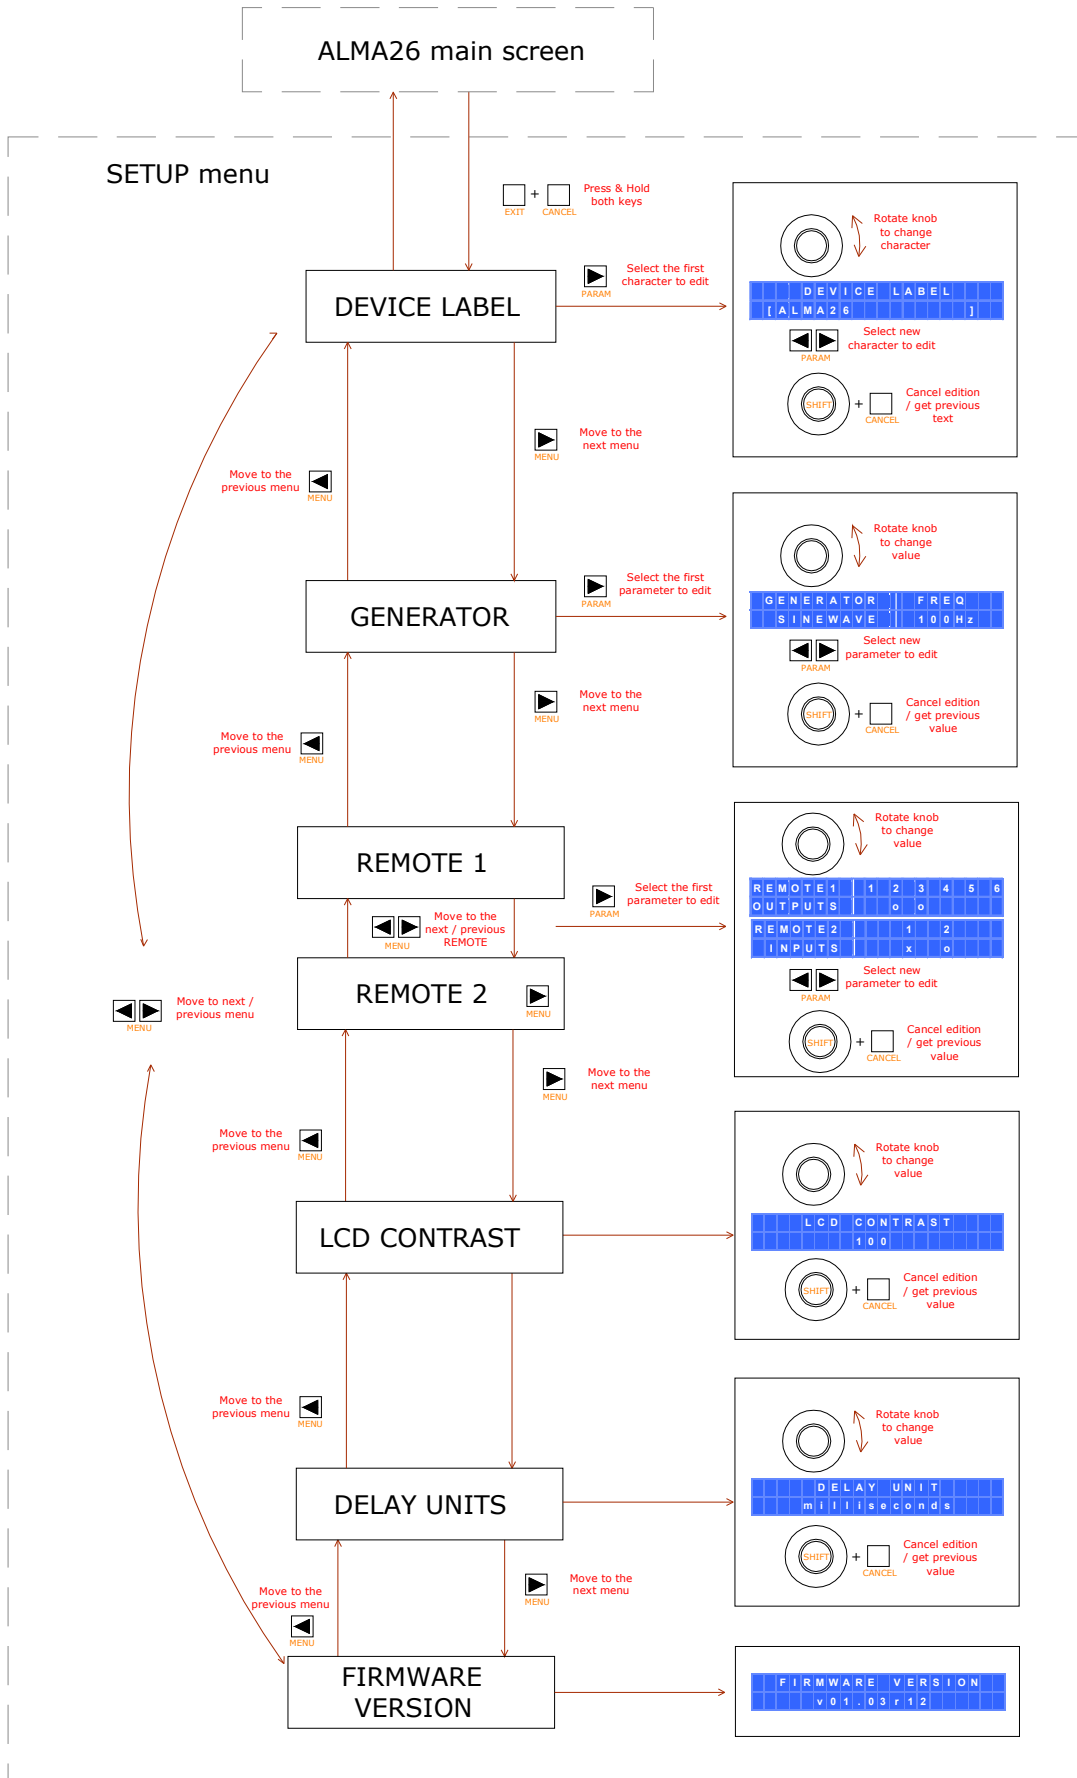 ALMA26 main screen
SETUP menu
+
EXIT CANCEL
Press & Hold
both keys
DEVICE LABEL
PARAM
Select the first
character to edit
Rotate knob
to change
character
DEVICE LABEL
[ALMA26 ]
PARAM
Select new
character to edit
SHIFT + CANCEL
Cancel edition
/ get previous
text
MENU
Move to the
next menu
Move to the
previous menu
MENU
GENERATOR
PARAM
Select the first
parameter to edit
Rotate knob
to change
value
GENERATOR FREQ
SINEWAVE 100Hz
PARAM
Select new
parameter to edit
SHIFT + CANCEL
Cancel edition
/ get previous
value
MENU
Move to the
next menu
Move to the
previous menu
MENU
REMOTE 1
MENU
Move to the
next / previous
REMOTE
REMOTE 2
MENU
PARAM
Select the first
parameter to edit
Rotate knob
to change
value
REMOTE1 1 2 3 4 5 6
OUTPUTS o o
REMOTE2 1 2
INPUTS x o
PARAM
Select new
parameter to edit
SHIFT + CANCEL
Cancel edition
/ get previous
value
MENU
Move to next /
previous menu
MENU
Move to the
next menu
Move to the
previous menu
MENU
LCD CONTRAST
Rotate knob
to change
value
LCD CONTRAST
100
SHIFT + CANCEL
Cancel edition
/ get previous
value
Move to the
previous menu
MENU
DELAY UNITS
Rotate knob
to change
value
DELAY UNIT
milliseconds
SHIFT + CANCEL
Cancel edition
/ get previous
value
MENU
Move to the
next menu
Move to the
previous menu
MENU
FIRMWARE
VERSION
FIRMWARE VERSION
v01.03r12